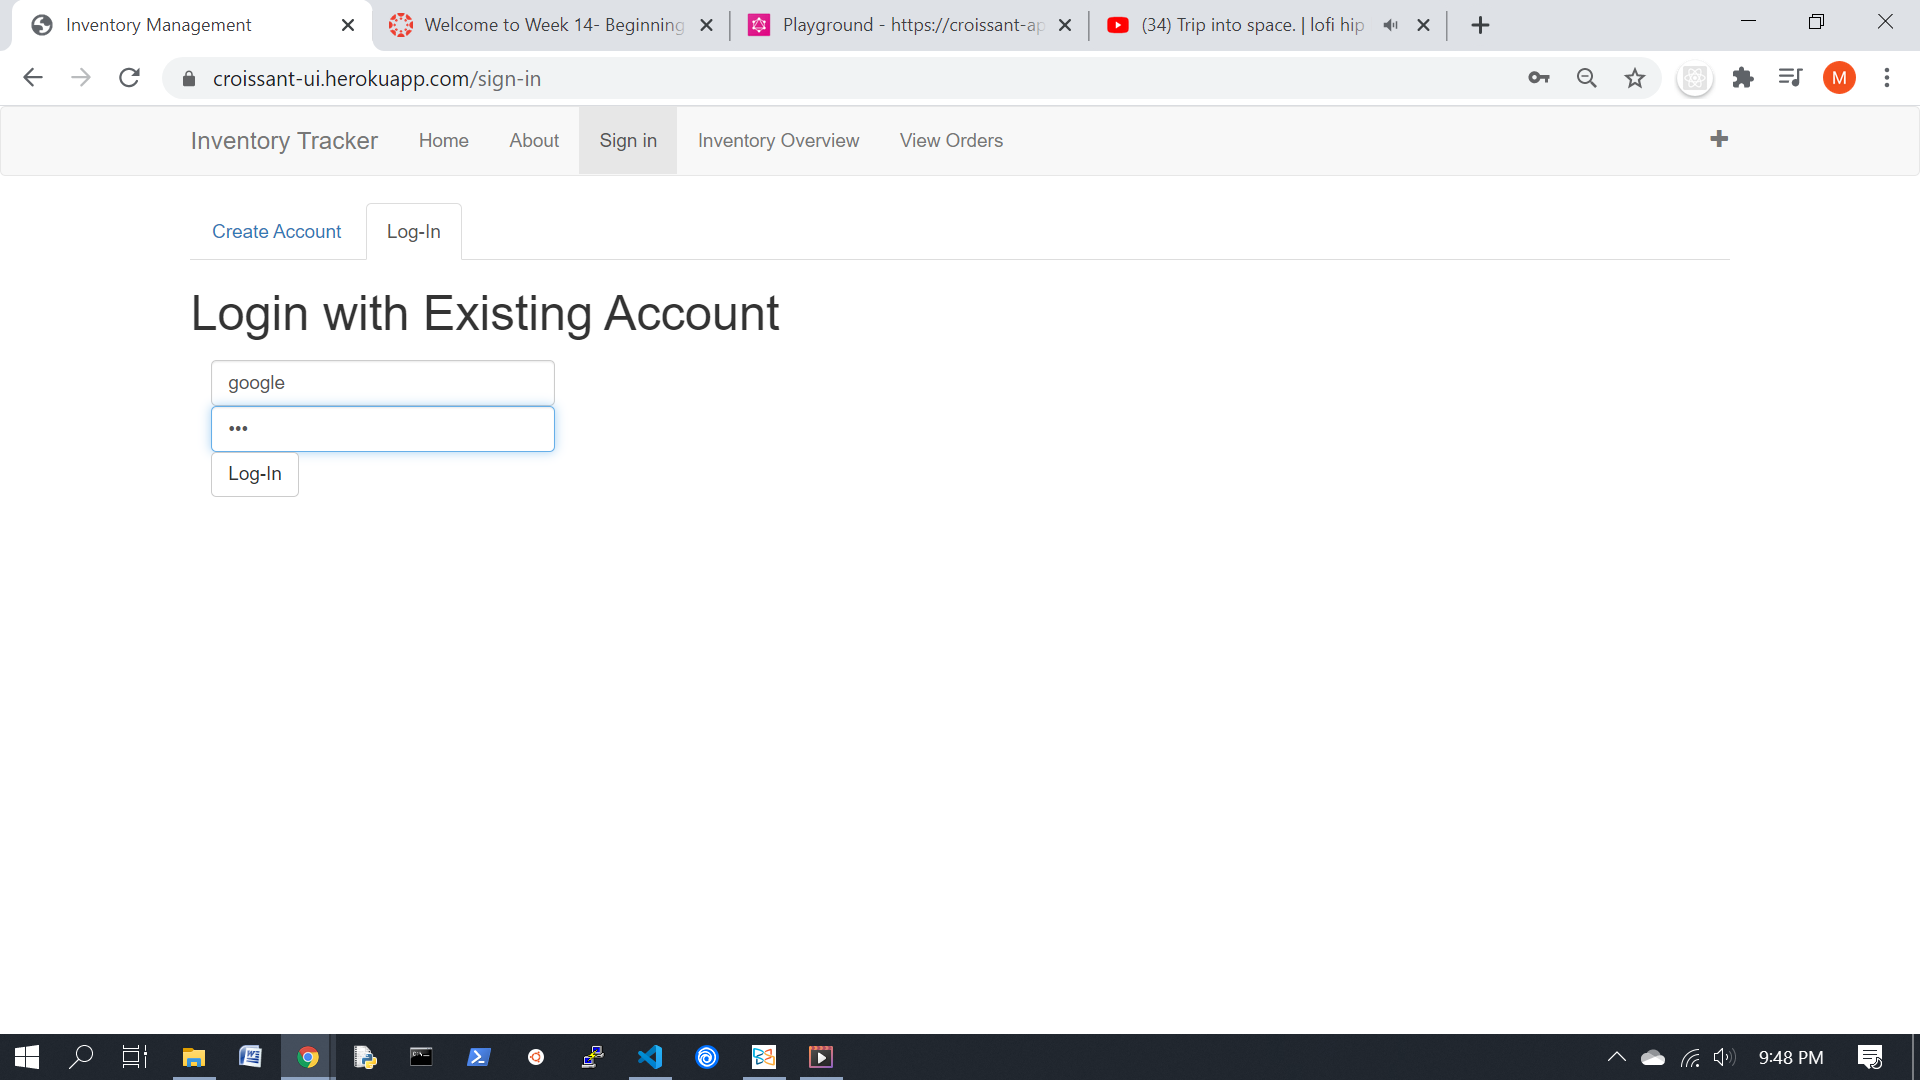 Inventory Management
Welcome to Week 14- Beginning
Playground - https://croissant-ap
(34) Trip into space. | lofi hip
croissant-ui.herokuapp.com/sign-in
M
Inventory Tracker
Home
About
Sign in
Inventory Overview
View Orders
Create Account
Log-In
Login with Existing Account
google
•••
Log-In
9:48 PM